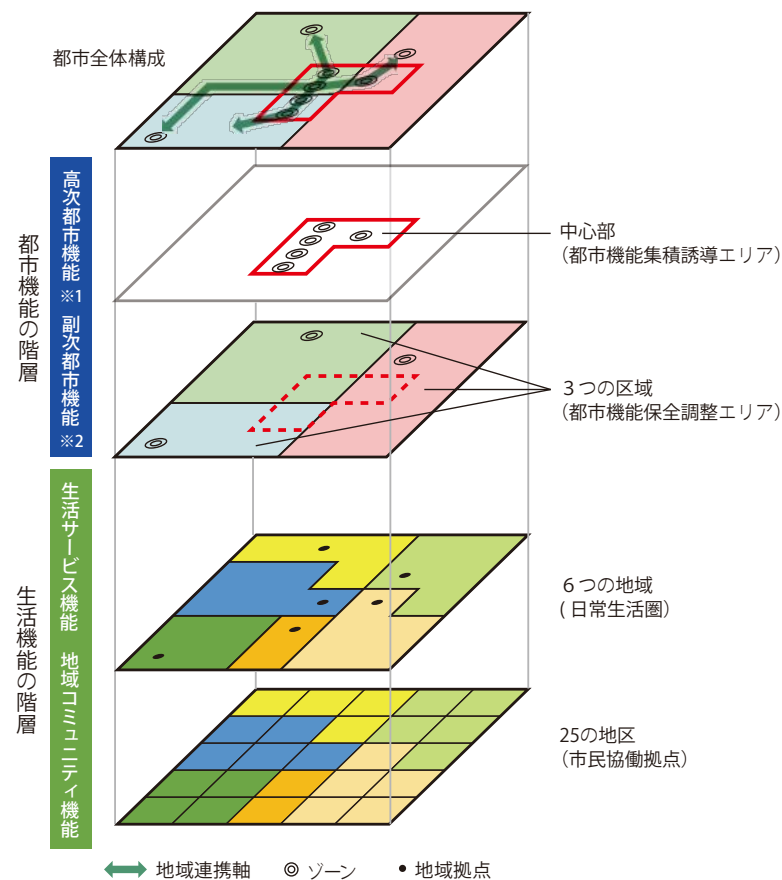 都市全体構成
都市機能の階層
高次都市機能※1
副次都市機能※2
中心部
（都市機能集積誘導エリア）
３つの区域
（都市機能保全調整エリア）
生活機能の階層
生活サービス機能
地域コミュニティ機能
６つの地域
(日常生活圏）
25の地区
（市民協働拠点）
地域連携軸
ゾーン
地域拠点